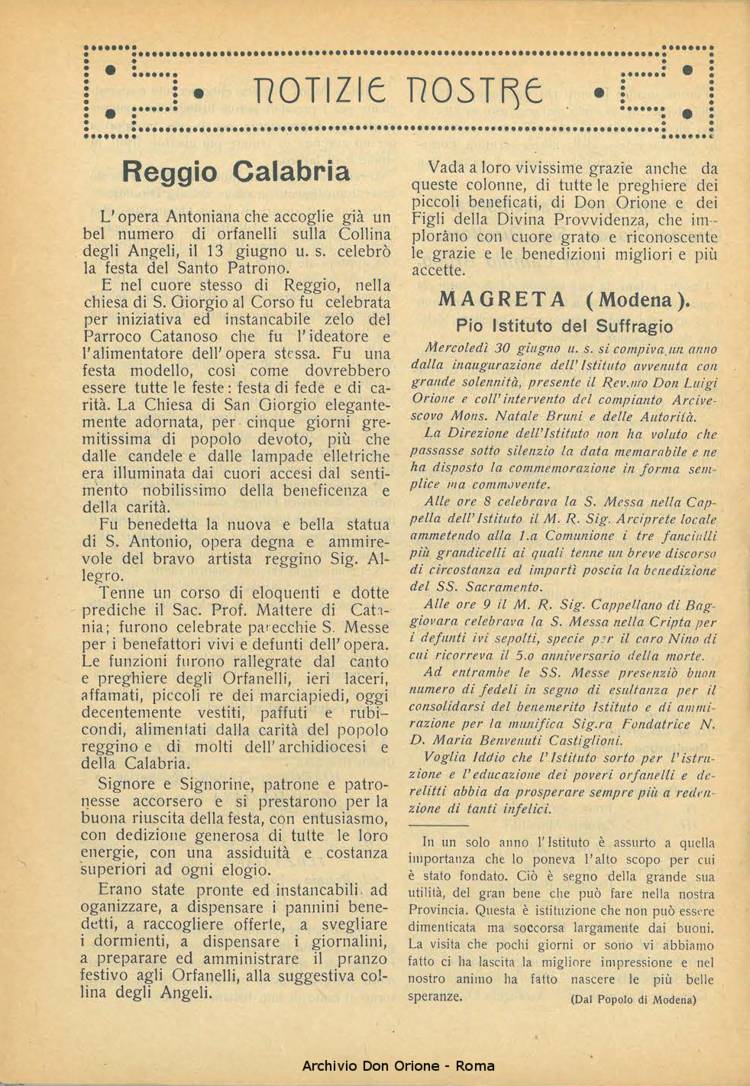 NOTIZIE NOSTRE
Reggio Calabria
L'opera Antoniana che accoglie già un
bel numero di orfanelli sulla Collina
degli Angeli, il 13 giugno u. s. celebrò
la festa del Santo Patrono.
E nel cuore stesso di Reggio, nella
chiesa di S. Giorgio al Corso fu celebrata
per iniziativa ed instancabile zelo del
Parroco Catanoso che fu l'ideatore e
l'alimentatore dell'opera stessa. Fu una
festa modello, così come dovrebbero
essere tutte le feste: festa di fede e di ca-
rità. La Chiesa di San Giorgio elegante-
mente adornata, per cinque giorni gre-
mitissima di popolo devoto, più che
dalle candele e dalle lampade elletriche
era illuminata dai cuori accesi dal senti-
mento nobilissimo della beneficenza e
della carità.
Fu benedetta la nuova e bella statua
di S. Antonio, opera degna e ammire-
vole del bravo artista reggino Sig. Al-
legro.
Tenne un corso di eloquenti e dotte
prediche il Sac. Prof. Mattere di Cata-
nia; furono celebrate parecchie S. Messe
per i benefattori vivi e defunti dell'opera.
Le funzioni furono rallegrate dal canto
e preghiere degli Orfanelli, ieri laceri,
affamati, piccoli re dei marciapiedi, oggi
decentemente vestiti, paffuti e rubi-
condi, alimentati dalla carità del popolo
reggino e di molti dell'archidiocesi e
della Calabria.
Signore e Signorine, patrone e patro-
nesse accorsero e si prestarono per la
buona riuscita della festa, con entusiasmo,
con dedizione generosa di tutte le loro
energie, con una assiduità e costanza
superiori ad ogni elogio.
Erano state pronte ed instancabili ad
oganizzare, a dispensare i pannini bene-
detti, a raccogliere offerte, a svegliare
i dormienti, a dispensare i giornalini,
a preparare ed amministrare il pranzo
festivo agli Orfanelli, alla suggestiva col-
lina degli Angeli.
Vada a loro vivissime grazie anche da
queste colonne, di tutte le preghiere dei
piccoli beneficati, di Don Orione e dei
Figli della Divina Provvidenza, che im-
plorano con cuore grato e riconoscente
le grazie e le benedizioni migliori e più
accette.
MAGRETA (Modena).
Pio Istituto del Suffragio
Mercoledì 30 giugno u. s. si compiva un anno
dalla inaugurazione dell'Istituto avvenuta con
grande solennità, presente il Rev.mo Don Luigi
Orione e coll'intervento del compianto Arcive-
scovo Mons. Natale Bruni e delle Autorità.
La Direzione dell'Istituto non ha voluto che
passasse sotto silenzio la data memorabile e ne
ha disposto la commemorazione in forma sem-
plice ma commovente.
Alle ore 8 celebrava la S. Messa nella Cap-
pella dell'Istituto il M. R. Sig. Arciprete locale
ammetendo alla 1.a Comunione i tre fanciulli
più grandicelli ai quali tenne un breve discorso
di circostanza ed impartì poscia la benedizione
del SS. Sacramento.
Alle ore 9 il M. R. Sig. Cappellano di Bag-
giovara celebrava la S. Messa nella Cripta per
i defunti ivi sepolti, specie per il caro Nino di
cui ricorreva il 5.o anniversario della morte.
Ad entrambe le SS. Messe presenziò buon
numero di fedeli in segno di esultanza per il
consolidarsi del benemerito Istituto e di ammi-
razione per la munifica Sig.ra Fondatrice N.
D. Maria Benvenuti Castiglioni.
Voglia Iddio che l'Istituto sorto per l'istru-
zione e l'educazione dei poveri orfanelli e de-
relitti abbia da prosperare sempre più a reden-
zione di tanti infelici.
In un solo anno l'Istituto è assurto a quella
importanza che lo poneva l'alto scopo per cui
è stato fondato. Ciò è segno della grande sua
utilità, del gran bene che può fare nella nostra
Provincia. Questa è istituzione che non può essere
dimenticata ma soccorsa largamente dai buoni.
La visita che pochi giorni or sono vi abbiamo
fatto ci ha lascita la migliore impressione e nel
nostro animo ha fatto nascere le più belle
speranze. (Dal Popolo di Modena)
Archivio Don Orione - Roma